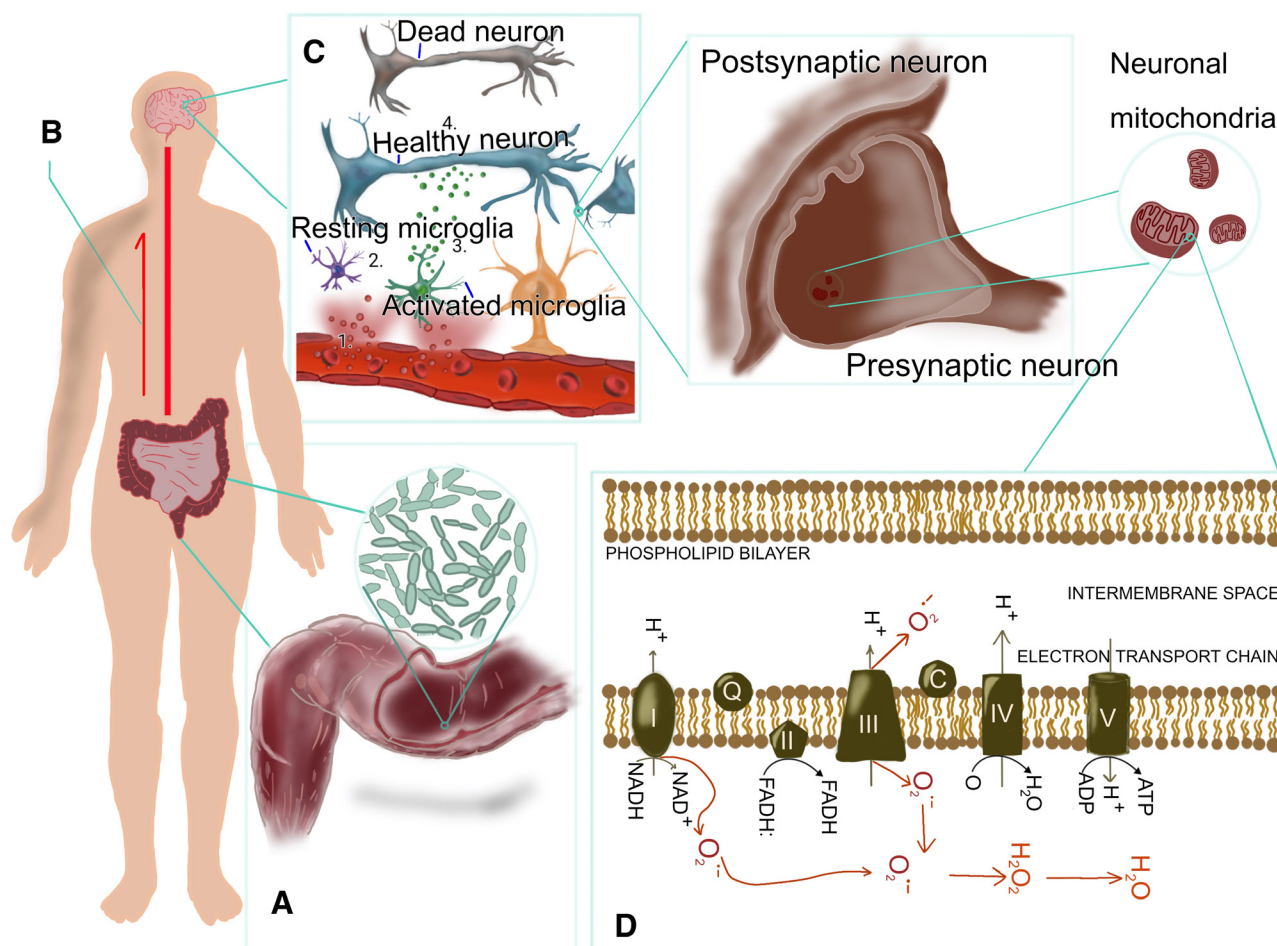 B
C
Dead neuron
4.
Healthy neuron
Resting microglia
2.
3.
Activated microglia
1.
Postsynaptic neuron
Presynaptic neuron
Neuronal
mitochondria
A
PHOSPHOLIPID BILAYER
INTERMEMBRANE SPACE
ELECTRON TRANSPORT CHAIN
H+
H+
O2·−
H+
I
Q
II
III
C
IV
V
NADH
NAD+
FADH:
FADH
O2·−
O
H2O
ADP
H+
ATP
O2·−
O2·−
H2O2
H2O
D